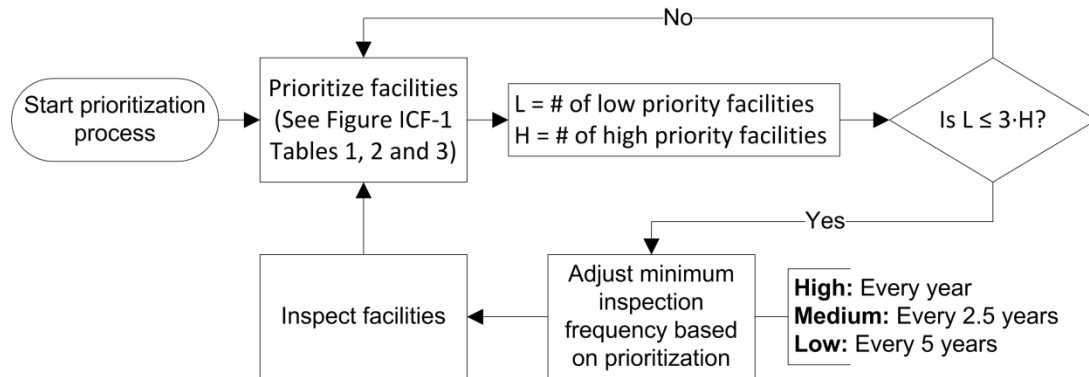 No
Start prioritization
process
Prioritize facilities
(See Figure ICF-1
Tables 1, 2 and 3)
L = # of low priority facilities
H = # of high priority facilities
Is L ≤ 3·H?
Yes
Adjust minimum
inspection
frequency based
on prioritization
High: Every year
Medium: Every 2.5 years
Low: Every 5 years
Inspect facilities